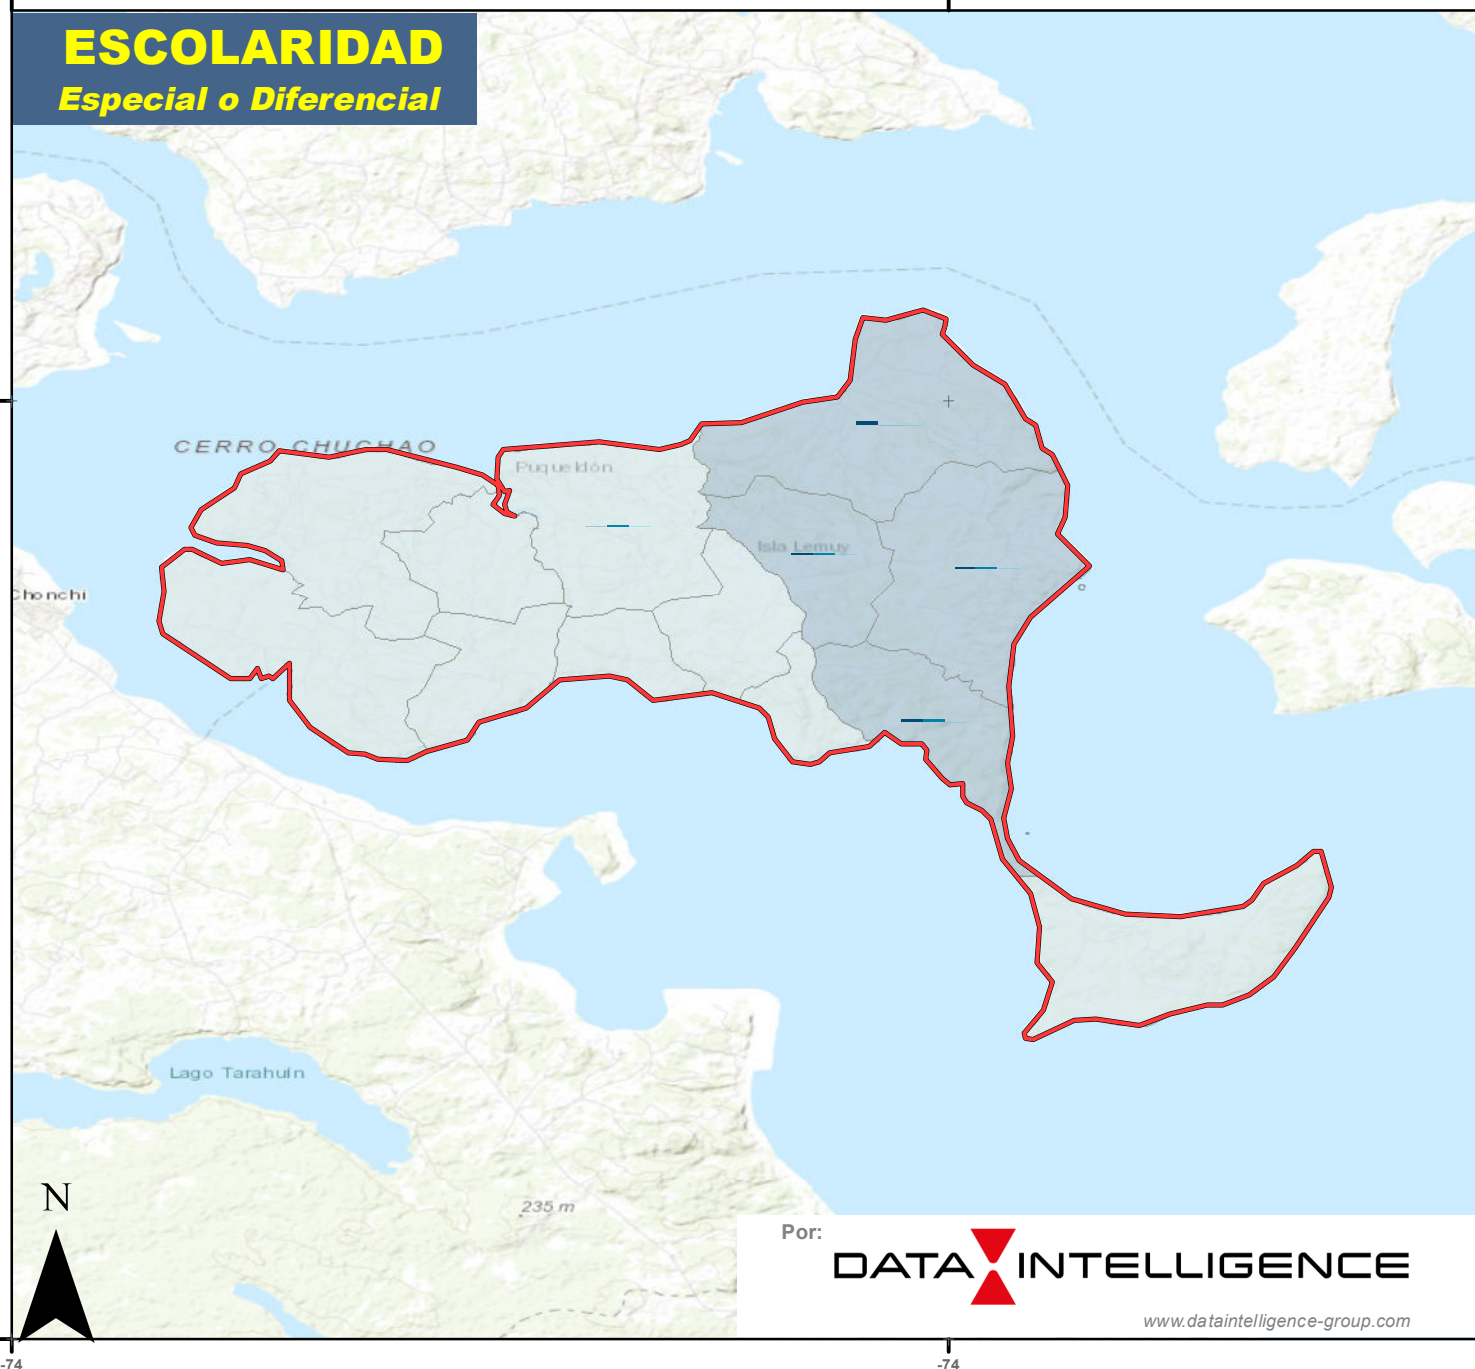 ESCOLARIDAD
Especial o Diferencial
CERRO CHUCHAO
Puqueldón
Isla Lemuy
Chonchi
Lago Tarahuín
235 m
N
Por:
DATA INTELLIGENCE
www.dataintelligence-group.com
-74
-74